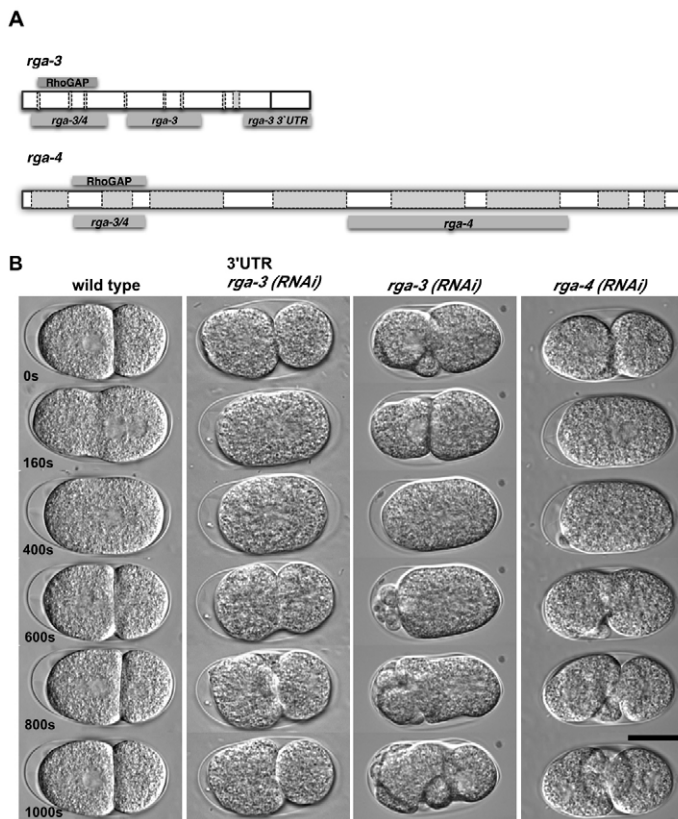 A
rga-3
RhoGAP
rga-3/4 rga-3 rga-3 3`UTR
rga-4
RhoGAP
rga-3/4 rga-4
B
wild type
3'UTR
rga-3 (RNAi)
rga-3 (RNAi)
rga-4 (RNAi)
0s
160s
400s
600s
800s
1000s